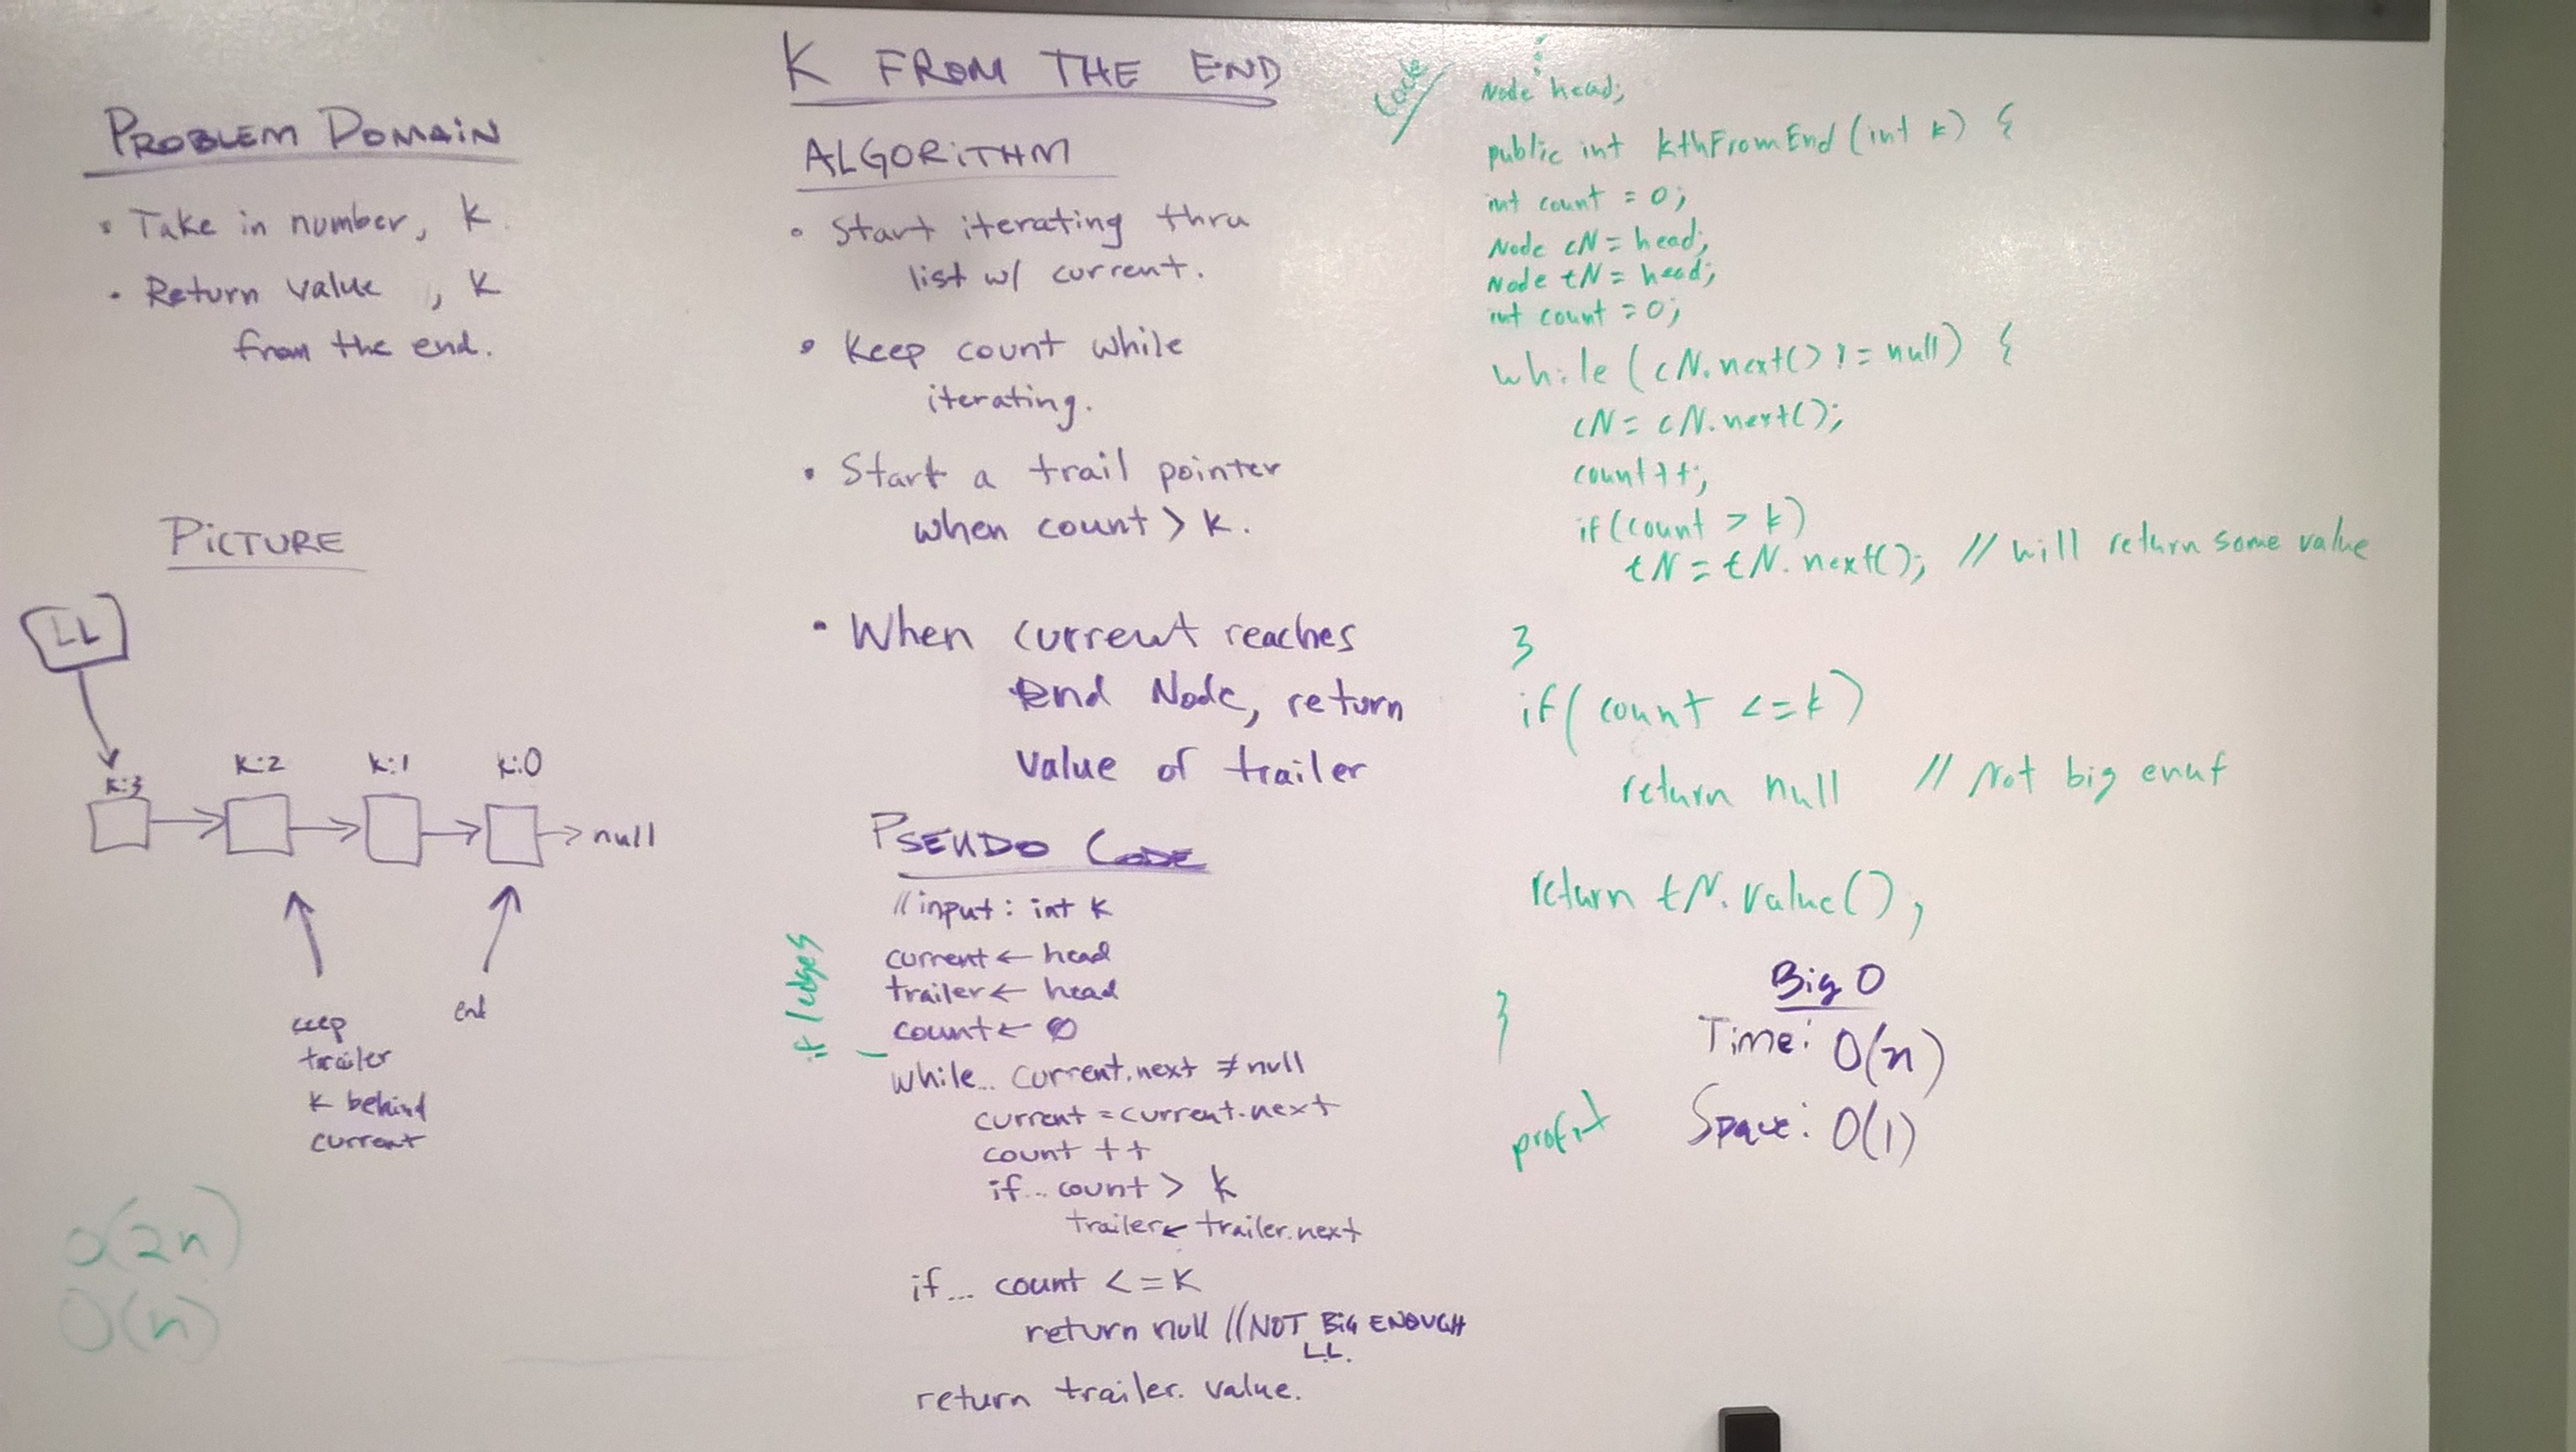 K FROM THE END
PROBLEM DOMAIN
• Take in number, K.
• Return value , K
from the end.
PICTURE
LL
k:3
k:2
k:1
k:0
null
keep
trailer
K behind
current
end
O(2n)
O(n)
ALGORITHM
• Start iterating thru
list w/ current.
• Keep count while
iterating.
• Start a trail pointer
when count > K.
• When current reaches
End Node, return
value of trailer
PSEUDO CODE
// input: int K
current ← head
trailer ← head
count ← 0
while... current.next ≠ null
current = current.next
count ++
if... count > K
trailer ← trailer.next
if... count <= K
return null // NOT BIG ENOUGH
LL.
return trailer.value.
if edges
Code
Node head;
public int kthFromEnd (int k) {
int count = 0;
Node cN = head;
Node tN = head;
int count = 0;
while (cN.next() != null) {
cN = cN.next();
count++;
if (count > k)
tN = tN.next(); // will return some value
}
if (count <= k)
return null // Not big enuf
return tN.value();
}
profit
Big O
Time: O(n)
Space: O(1)